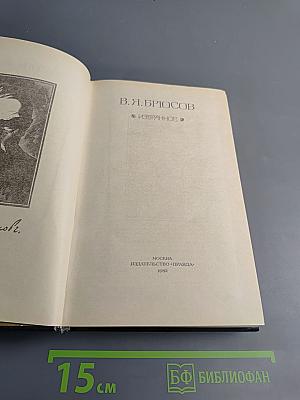 В. Я. БРЮСОВ
ИЗБРАННОЕ
МОСКВА
ИЗДАТЕЛЬСТВО «ПРАВДА»
15 см
БФ БИБЛИОФАН